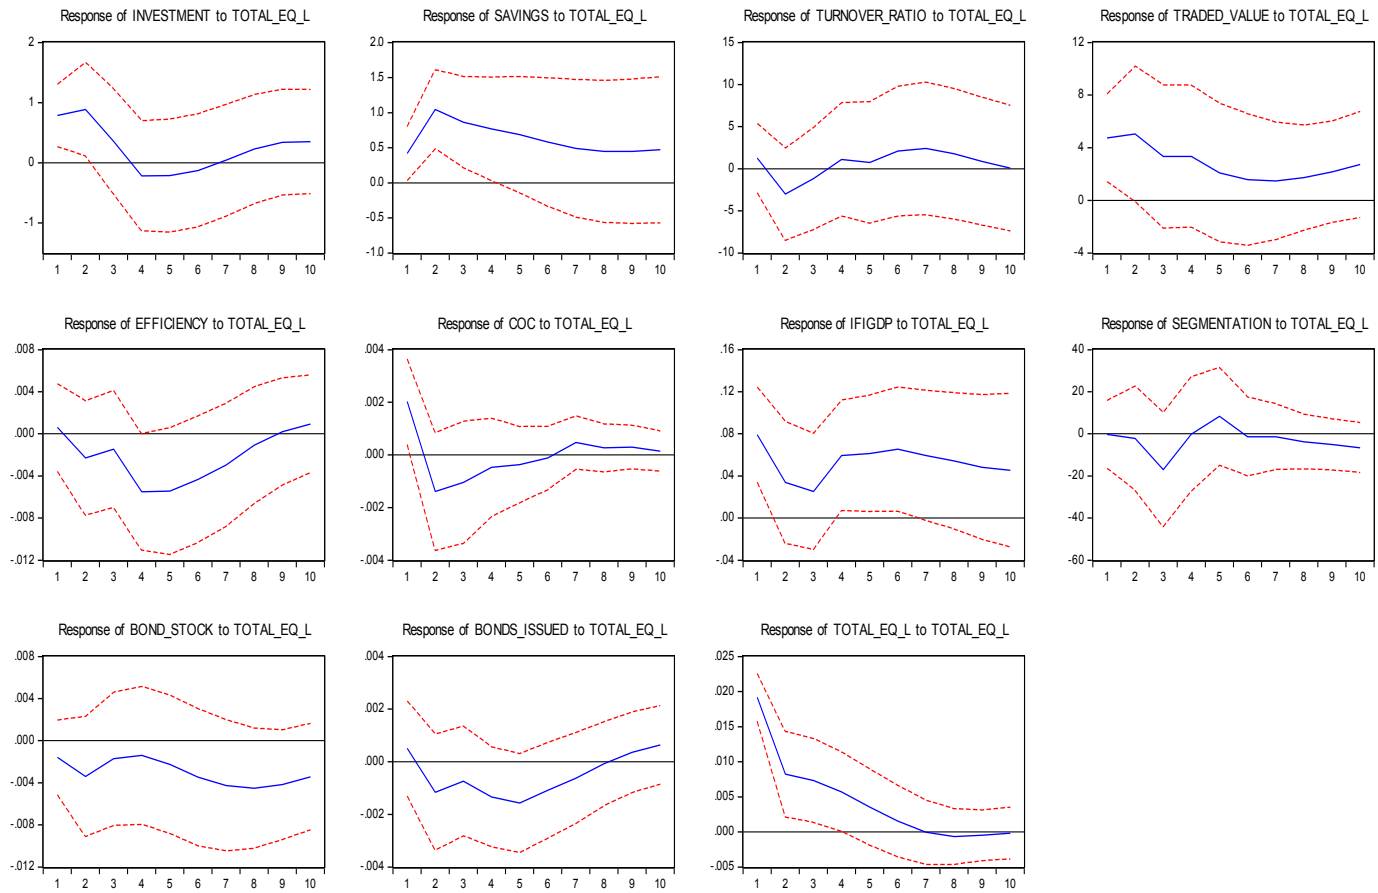 Response of INVESTMENT to TOTAL_EQ_L
2
1
0
-1
1 2 3 4 5 6 7 8 9 10
Response of SAVINGS to TOTAL_EQ_L
2.0
1.5
1.0
0.5
0.0
-0.5
-1.0
1 2 3 4 5 6 7 8 9 10
Response of TURNOVER_RATIO to TOTAL_EQ_L
15
10
5
0
-5
-10
1 2 3 4 5 6 7 8 9 10
Response of TRADED_VALUE to TOTAL_EQ_L
12
8
4
0
-4
1 2 3 4 5 6 7 8 9 10
Response of EFFICIENCY to TOTAL_EQ_L
.008
.004
.000
-.004
-.008
-.012
1 2 3 4 5 6 7 8 9 10
Response of COC to TOTAL_EQ_L
.004
.002
.000
-.002
-.004
1 2 3 4 5 6 7 8 9 10
Response of IFIGDP to TOTAL_EQ_L
.16
.12
.08
.04
.00
-.04
1 2 3 4 5 6 7 8 9 10
Response of SEGMENTATION to TOTAL_EQ_L
40
20
0
-20
-40
-60
1 2 3 4 5 6 7 8 9 10
Response of BOND_STOCK to TOTAL_EQ_L
.008
.004
.000
-.004
-.008
-.012
1 2 3 4 5 6 7 8 9 10
Response of BONDS_ISSUED to TOTAL_EQ_L
.004
.002
.000
-.002
-.004
1 2 3 4 5 6 7 8 9 10
Response of TOTAL_EQ_L to TOTAL_EQ_L
.025
.020
.015
.010
.005
.000
-.005
1 2 3 4 5 6 7 8 9 10